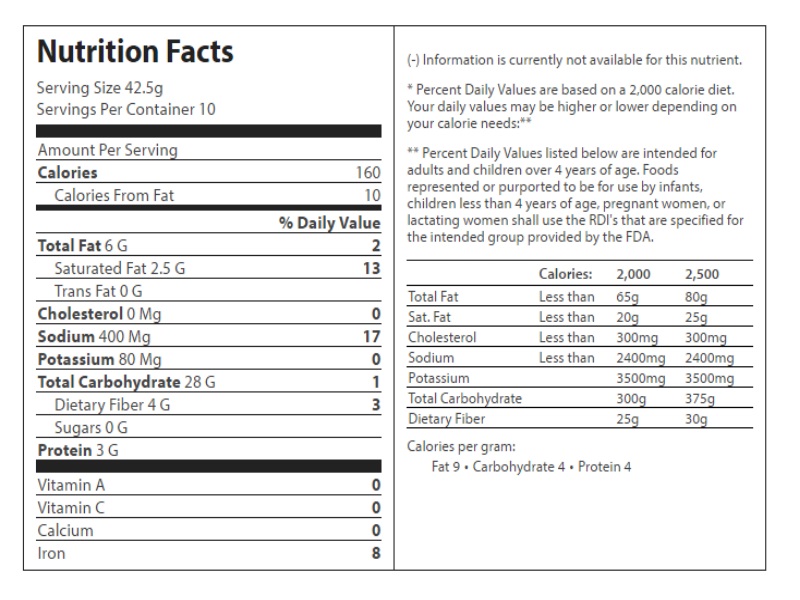 Nutrition Facts
Serving Size 42.5g
Servings Per Container 10
Amount Per Serving
Calories 160
Calories From Fat 10
% Daily Value
Total Fat 6 G 2
Saturated Fat 2.5 G 13
Trans Fat 0 G
Cholesterol 0 Mg 0
Sodium 400 Mg 17
Potassium 80 Mg 0
Total Carbohydrate 28 G 1
Dietary Fiber 4 G 3
Sugars 0 G
Protein 3 G
Vitamin A 0
Vitamin C 0
Calcium 0
Iron 8
(-) Information is currently not available for this nutrient.
* Percent Daily Values are based on a 2,000 calorie diet.
Your daily values may be higher or lower depending on
your calorie needs:**
** Percent Daily Values listed below are intended for
adults and children over 4 years of age. Foods
represented or purported to be for use by infants,
children less than 4 years of age, pregnant women, or
lactating women shall use the RDI's that are specified for
the intended group provided by the FDA.
Calories: 2,000 2,500
Total Fat Less than 65g 80g
Sat. Fat Less than 20g 25g
Cholesterol Less than 300mg 300mg
Sodium Less than 2400mg 2400mg
Potassium 3500mg 3500mg
Total Carbohydrate 300g 375g
Dietary Fiber 25g 30g
Calories per gram:
Fat 9 • Carbohydrate 4 • Protein 4